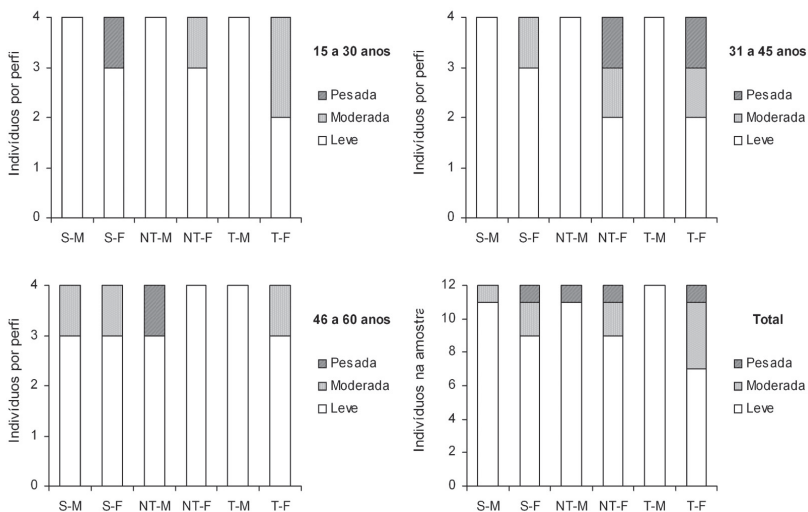 Indivíduos por perfi
4
3
2
1
0
S-M S-F NT-M NT-F T-M T-F
15 a 30 anos
Pesada
Moderada
Leve
Indivíduos por perfi
4
3
2
1
0
S-M S-F NT-M NT-F T-M T-F
31 a 45 anos
Pesada
Moderada
Leve
Indivíduos por perfi
4
3
2
1
0
S-M S-F NT-M NT-F T-M T-F
46 a 60 anos
Pesada
Moderada
Leve
Indivíduos na amostra
12
10
8
6
4
2
0
S-M S-F NT-M NT-F T-M T-F
Total
Pesada
Moderada
Leve